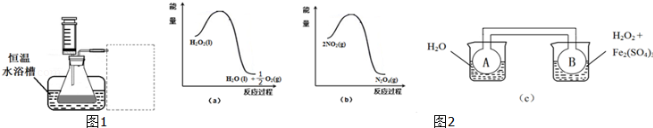 恒温
水浴槽
图1
能
量
H₂O₂(l)
H₂O (l) + 1/2 O₂(g)
反应过程
(a)
能
量
2NO₂(g)
N₂O₄(g)
反应过程
(b)
图2
H₂O
A
B
H₂O₂+
Fe₂(SO₄)₃
(c)